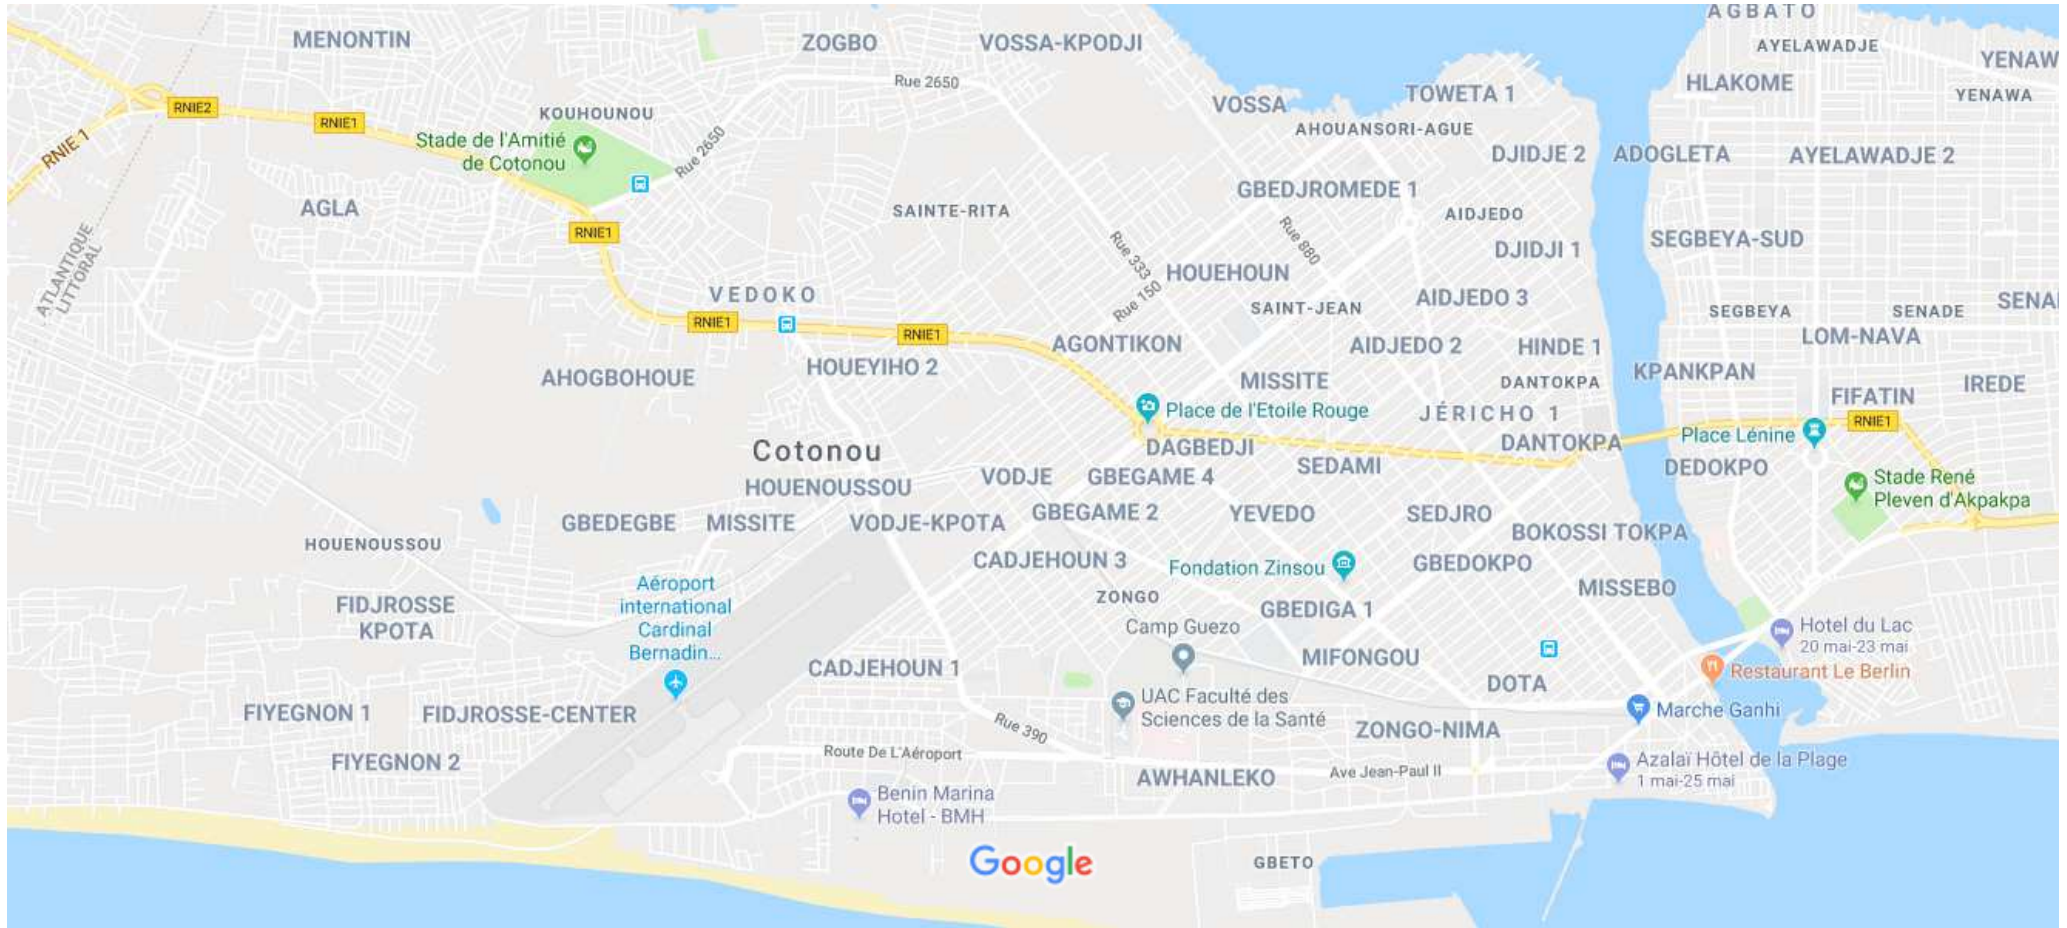 AGBATO
MENONTIN
ZOGBO
VOSSA-KPODJI
AYELAWADJE
YENAW
Rue 2650
HLAKOME
YENAWA
RNIE2
KOUHOUNOU
VOSSA
TOWETA 1
RNIE1
AHOUANSORI-AGUE
RNIE 1
Stade de l'Amitié
de Cotonou
Rue 2650
DJIDJE 2
ADOGLETA
AYELAWADJE 2
GBEDJROMEDE 1
AGLA
SAINTE-RITA
AIDJEDO
RNIE1
Rue 333
Rue 880
DJIDJI 1
SEGBEYA-SUD
ATLANTIQUE
LITTORAL
HOUEHOUN
VEDOKO
Rue 150
SAINT-JEAN
AIDJEDO 3
SEGBEYA
SENADE
SENAI
RNIE1
RNIE1
AGONTIKON
AIDJEDO 2
HINDE 1
LOM-NAVA
AHOGBOHOUE
HOUEYIHO 2
MISSITE
DANTOKPA
KPANKPAN
IREDE
FIFATIN
Place de l'Etoile Rouge
JÉRICHO 1
RNIE1
Cotonou
DAGBEDJI
DANTOKPA
Place Lénine
HOUENOUSSOU
VODJE
GBEGAME 4
SEDAMI
DEDOKPO
Stade René
Pleven d'Akpakpa
GBEDEGBE
MISSITE
VODJE-KPOTA
GBEGAME 2
YEVEDO
SEDJRO
BOKOSSI TOKPA
HOUENOUSSOU
CADJEHOUN 3
Fondation Zinsou
GBEDOKPO
Aéroport
international
Cardinal
Bernadin...
MISSEBO
FIDJROSSE
KPOTA
ZONGO
GBEDIGA 1
Camp Guezo
Hotel du Lac
20 mai-23 mai
CADJEHOUN 1
MIFONGOU
Restaurant Le Berlin
DOTA
UAC Faculté des
Sciences de la Santé
FIYEGNON 1
FIDJROSSE-CENTER
Rue 390
ZONGO-NIMA
Marche Ganhi
FIYEGNON 2
Route De L'Aéroport
AWHANLEKO
Ave Jean-Paul II
Azalaï Hôtel de la Plage
1 mai-25 mai
Benin Marina
Hotel - BMH
Google
GBETO